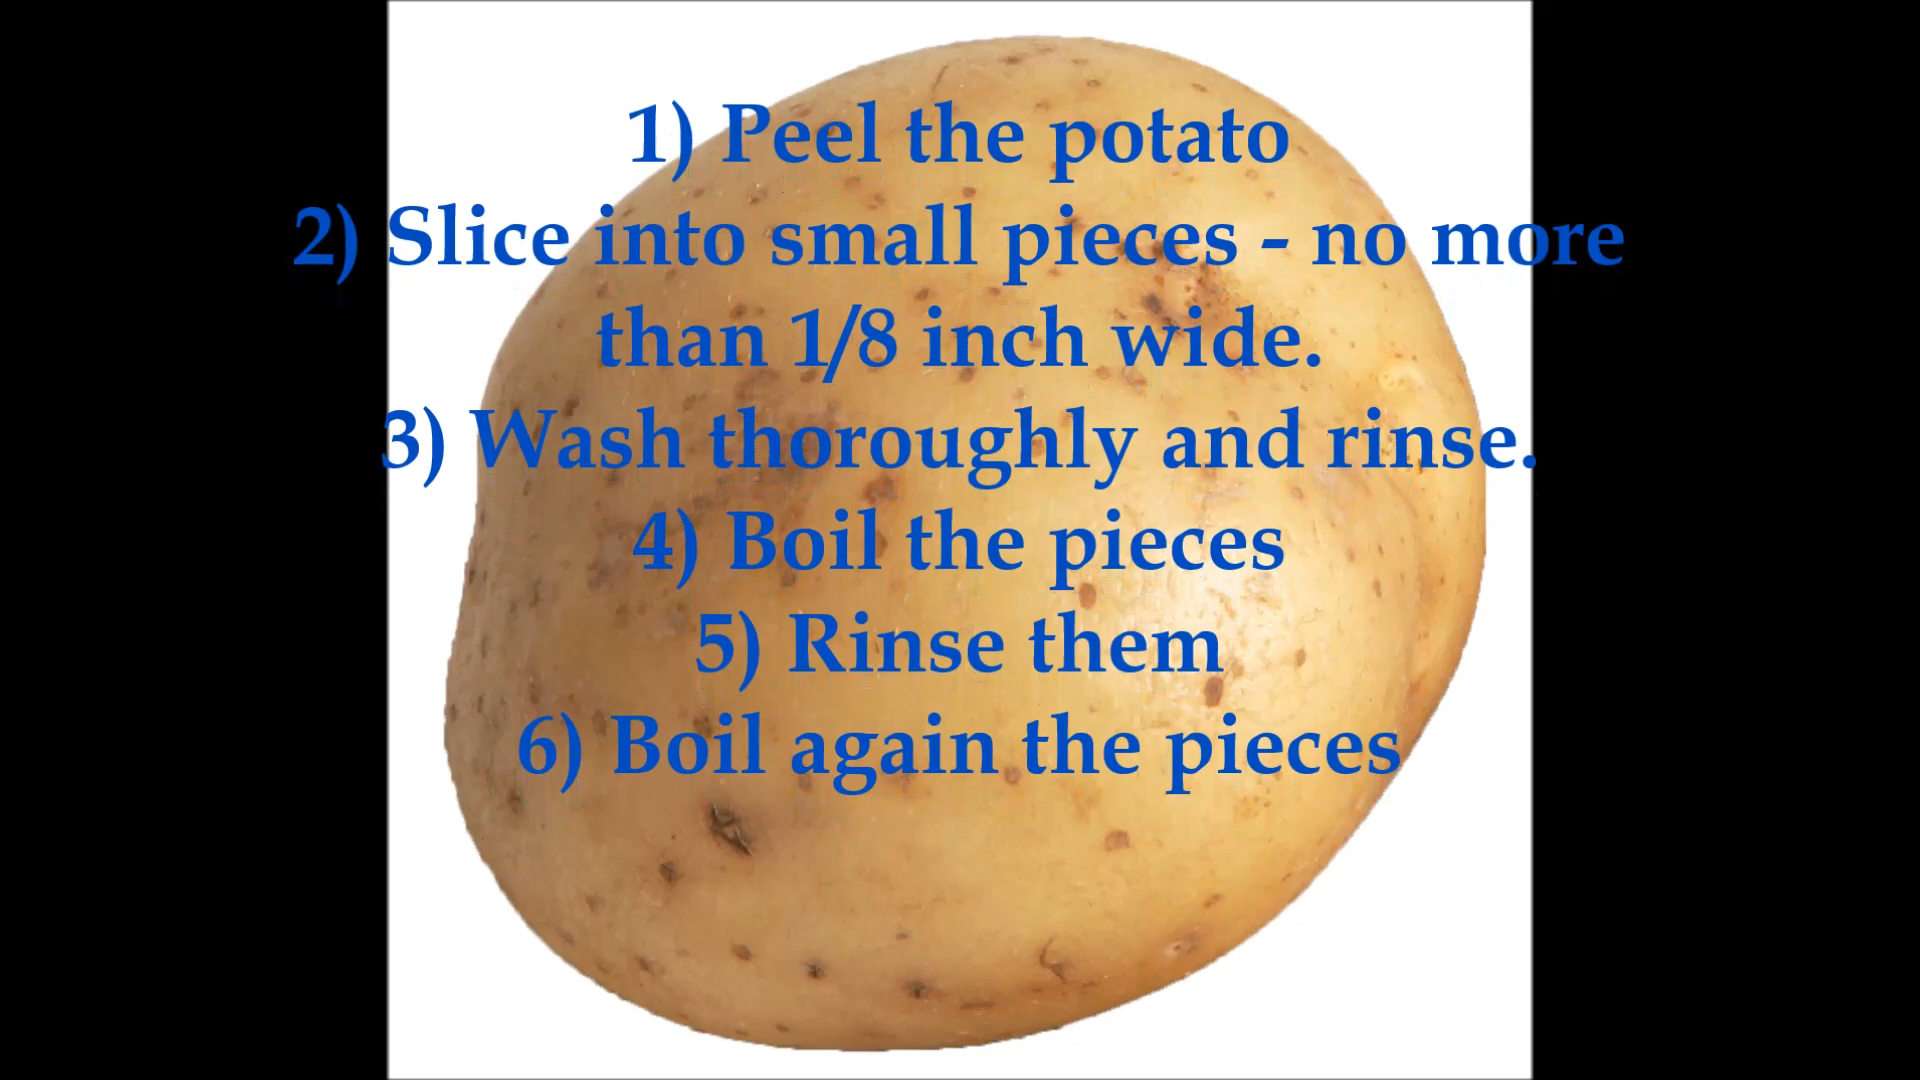 1) Peel the potato
2) Slice into small pieces - no more
than 1/8 inch wide.
3) Wash thoroughly and rinse.
4) Boil the pieces
5) Rinse them
6) Boil again the pieces